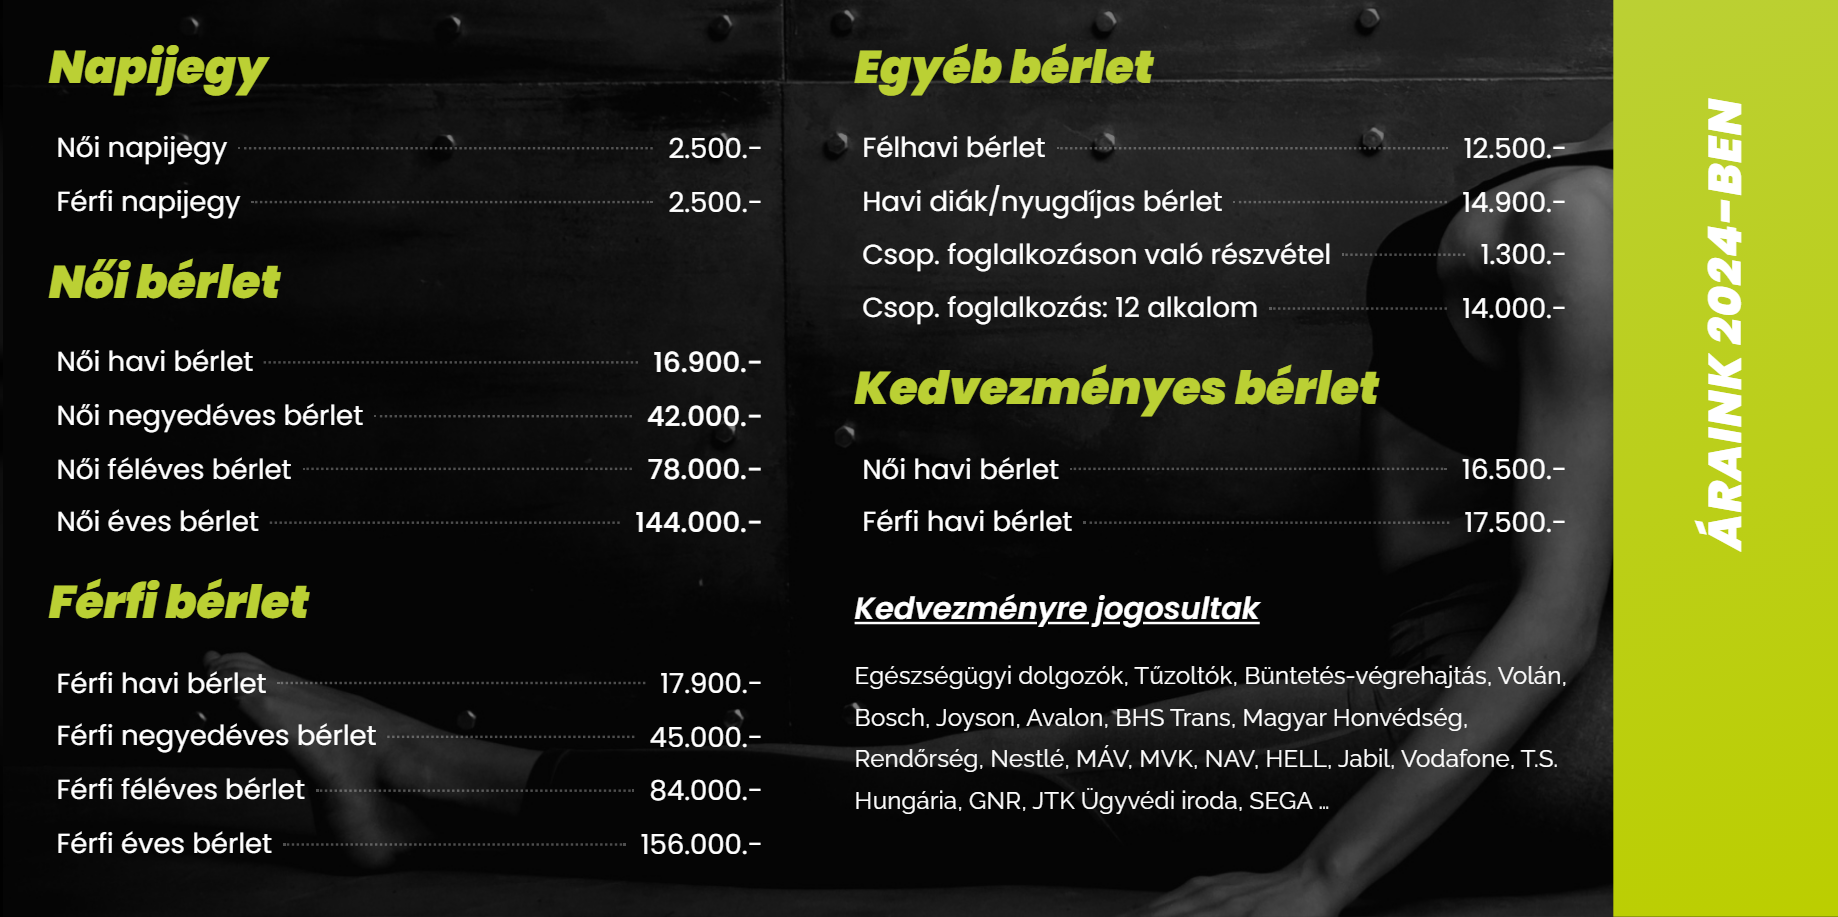 Napijegy
Női napijegy 2.500.-
Férfi napijegy 2.500.-
Női bérlet
Női havi bérlet 16.900.-
Női negyedéves bérlet 42.000.-
Női féléves bérlet 78.000.-
Női éves bérlet 144.000.-
Férfi bérlet
Férfi havi bérlet 17.900.-
Férfi negyedéves bérlet 45.000.-
Férfi féléves bérlet 84.000.-
Férfi éves bérlet 156.000.-
Egyéb bérlet
Félhavi bérlet 12.500.-
Havi diák/nyugdíjas bérlet 14.900.-
Csop. foglalkozáson való részvétel 1.300.-
Csop. foglalkozás: 12 alkalom 14.000.-
Kedvezményes bérlet
Női havi bérlet 16.500.-
Férfi havi bérlet 17.500.-
Kedvezményre jogosultak
Egészségügyi dolgozók, Tűzoltók, Büntetés-végrehajtás, Volán,
Bosch, Joyson, Avalon, BHS Trans, Magyar Honvédség,
Rendőrség, Nestlé, MÁV, MVK, NAV, HELL, Jabil, Vodafone, T.S.
Hungária, GNR, JTK Ügyvédi iroda, SEGA ...
ÁRAINK 2024-BEN